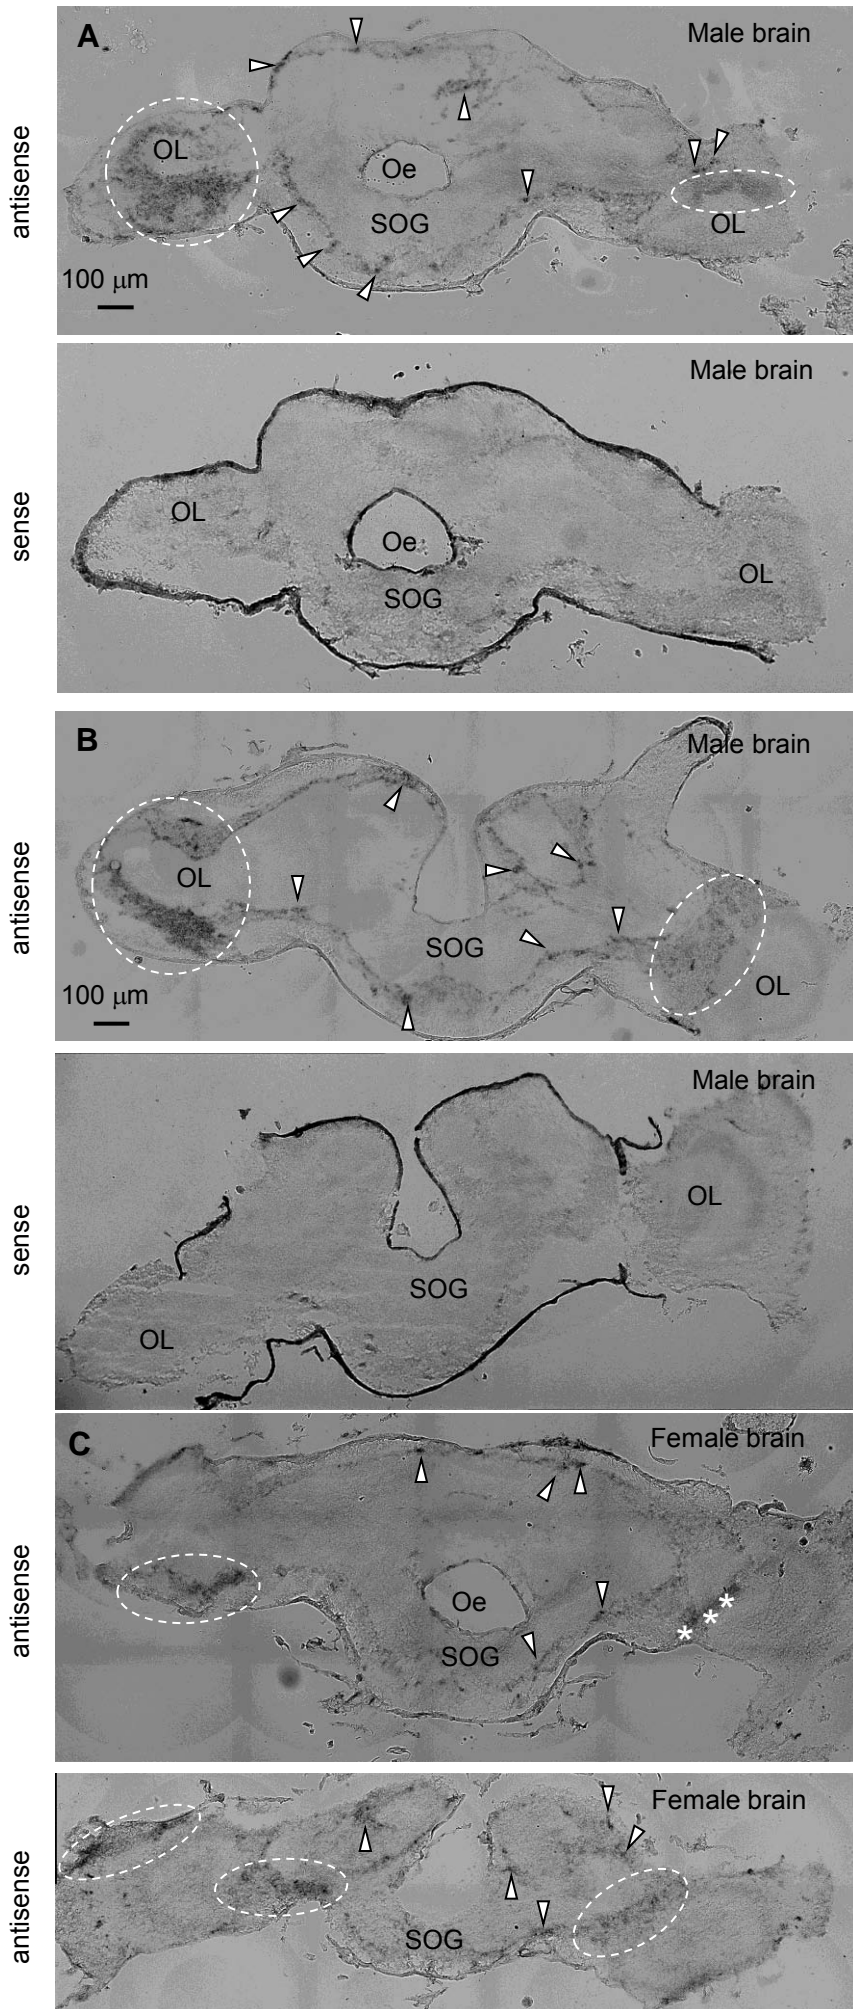 A
Male brain
antisense
OL
Oe
SOG
OL
100 μm
Male brain
sense
OL
Oe
SOG
OL
B
Male brain
antisense
OL
SOG
OL
100 μm
Male brain
sense
OL
SOG
OL
C
Female brain
antisense
Oe
SOG
***
Female brain
antisense
SOG